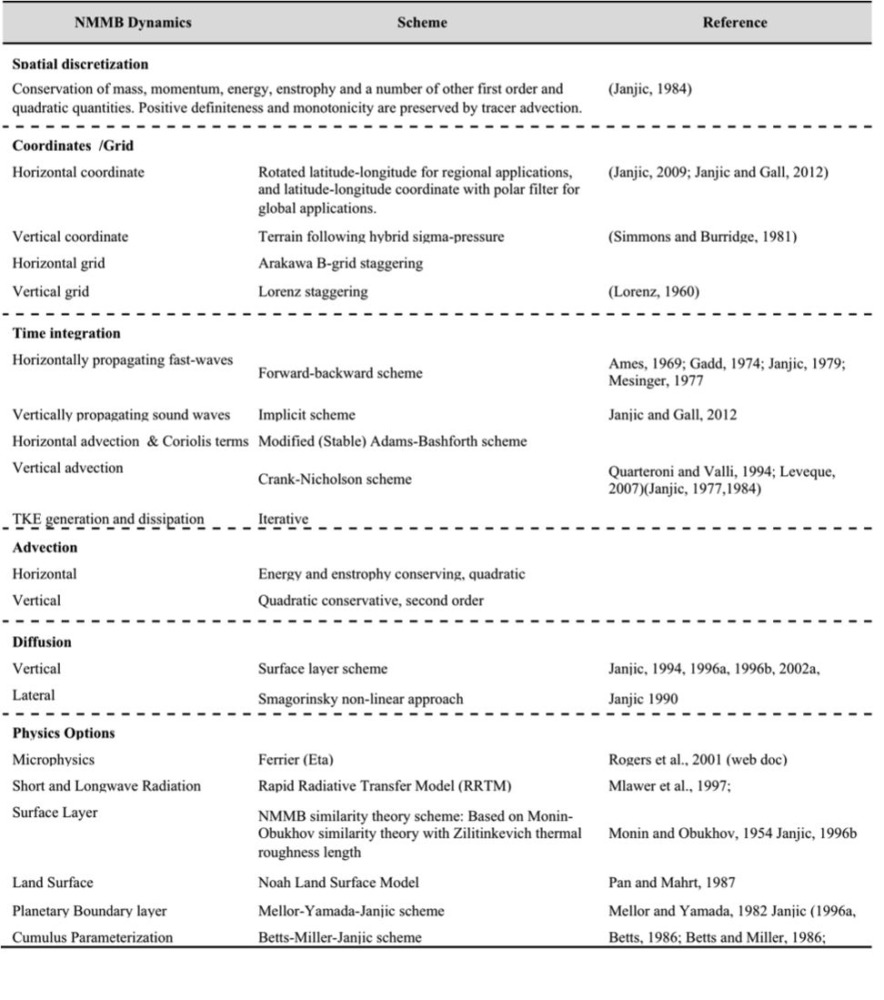 NMMB Dynamics Scheme Reference
Spatial discretization
Conservation of mass, momentum, energy, enstrophy and a number of other first order and (Janjic, 1984)
quadratic quantities. Positive definiteness and monotonicity are preserved by tracer advection.
Coordinates /Grid
Horizontal coordinate Rotated latitude-longitude for regional applications, (Janjic, 2009; Janjic and Gall, 2012)
and latitude-longitude coordinate with polar filter for
global applications.
Vertical coordinate Terrain following hybrid sigma-pressure (Simmons and Burridge, 1981)
Horizontal grid Arakawa B-grid staggering
Vertical grid Lorenz staggering (Lorenz, 1960)
Time integration
Horizontally propagating fast-waves
Forward-backward scheme
Ames, 1969; Gadd, 1974; Janjic, 1979;
Mesinger, 1977
Vertically propagating sound waves Implicit scheme Janjic and Gall, 2012
Horizontal advection & Coriolis terms Modified (Stable) Adams-Bashforth scheme
Vertical advection
Crank-Nicholson scheme
Quarteroni and Valli, 1994; Leveque,
2007)(Janjic, 1977,1984)
TKE generation and dissipation Iterative
Advection
Horizontal Energy and enstrophy conserving, quadratic
Vertical Quadratic conservative, second order
Diffusion
Vertical Surface layer scheme Janjic, 1994, 1996a, 1996b, 2002a,
Lateral Smagorinsky non-linear approach Janjic 1990
Physics Options
Microphysics Ferrier (Eta) Rogers et al., 2001 (web doc)
Short and Longwave Radiation Rapid Radiative Transfer Model (RRTM) Mlawer et al., 1997;
Surface Layer
NMMB similarity theory scheme: Based on Monin-
Obukhov similarity theory with Zilitinkevich thermal
roughness length
Monin and Obukhov, 1954 Janjic, 1996b
Land Surface Noah Land Surface Model Pan and Mahrt, 1987
Planetary Boundary layer Mellor-Yamada-Janjic scheme Mellor and Yamada, 1982 Janjic (1996a,
Cumulus Parameterization Betts-Miller-Janjic scheme Betts, 1986; Betts and Miller, 1986;